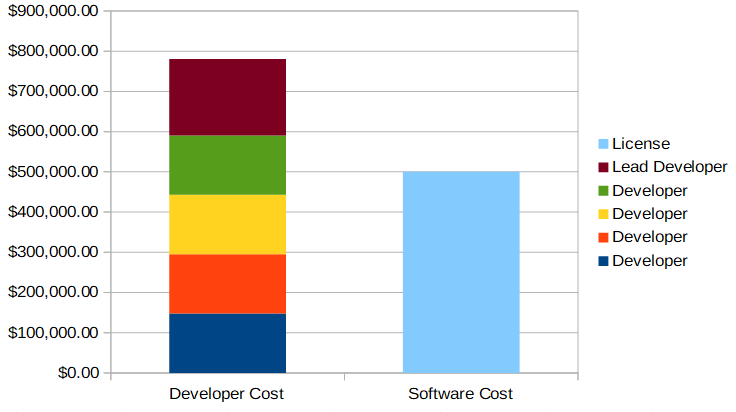 $900,000.00
$800,000.00
$700,000.00
$600,000.00
$500,000.00
$400,000.00
$300,000.00
$200,000.00
$100,000.00
$0.00
Developer Cost
Software Cost
License
Lead Developer
Developer
Developer
Developer
Developer